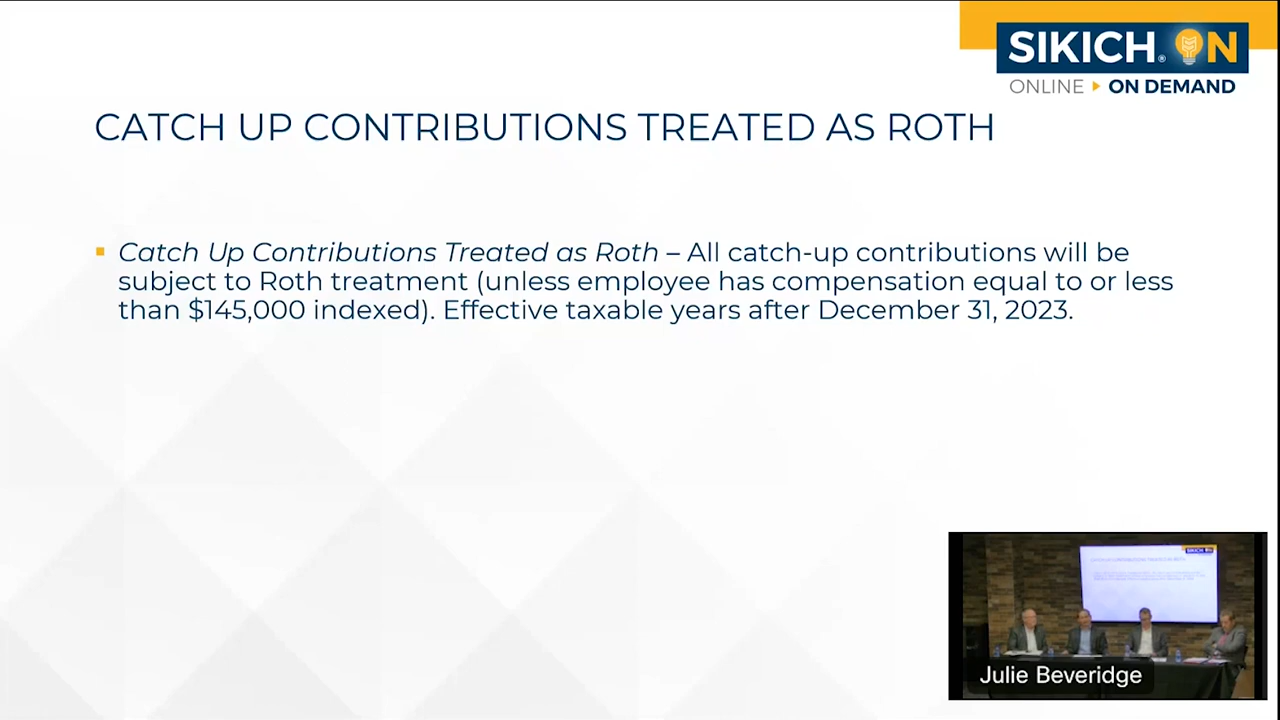 SIKICH® ON
ONLINE ▸ ON DEMAND
CATCH UP CONTRIBUTIONS TREATED AS ROTH
▪ Catch Up Contributions Treated as Roth – All catch-up contributions will be
subject to Roth treatment (unless employee has compensation equal to or less
than $145,000 indexed). Effective taxable years after December 31, 2023.
Julie Beveridge